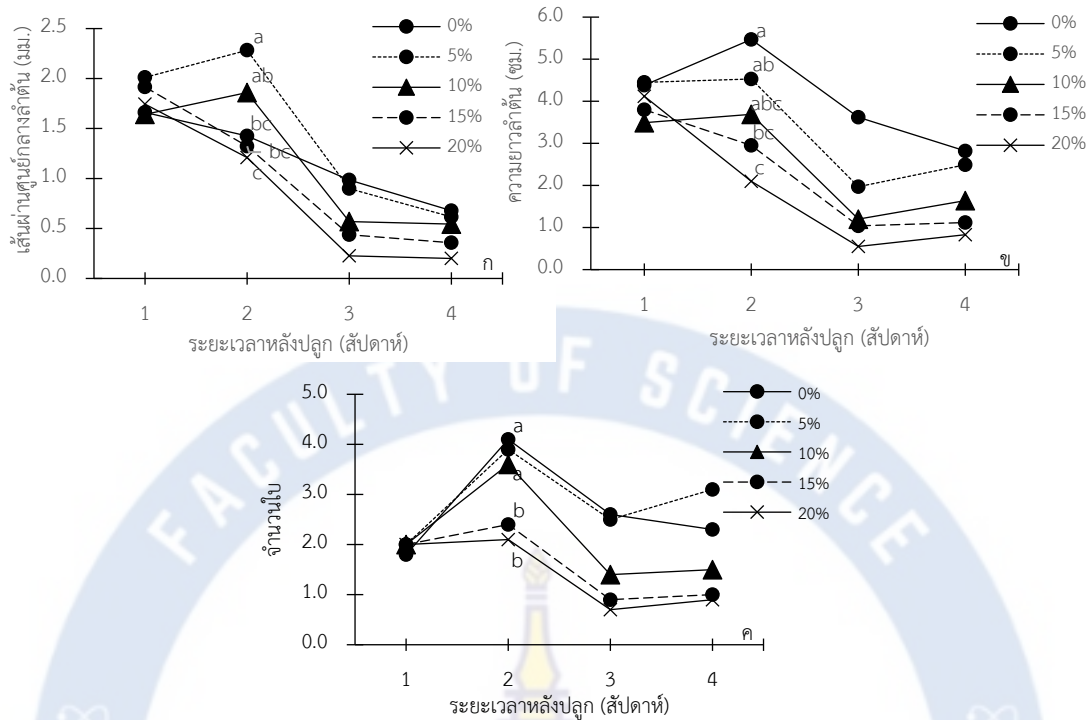 เส้นผ่านศูนย์กลางลำต้น (มม.)
2.5
2.0
1.5
1.0
0.5
0.0
a
ab
bc
bc
c
0%
5%
10%
15%
20%
ก
1 2 3 4
ระยะเวลาหลังปลูก (สัปดาห์)
ความยาวลำต้น (ซม.)
6.0
5.0
4.0
3.0
2.0
1.0
0.0
a
ab
abc
bc
c
0%
5%
10%
15%
20%
ข
1 2 3 4
ระยะเวลาหลังปลูก (สัปดาห์)
FACULTY OF SCIENCE
จำนวนใบ
5.0
4.0
3.0
2.0
1.0
0.0
a
a
b
b
0%
5%
10%
15%
20%
ค
1 2 3 4
ระยะเวลาหลังปลูก (สัปดาห์)